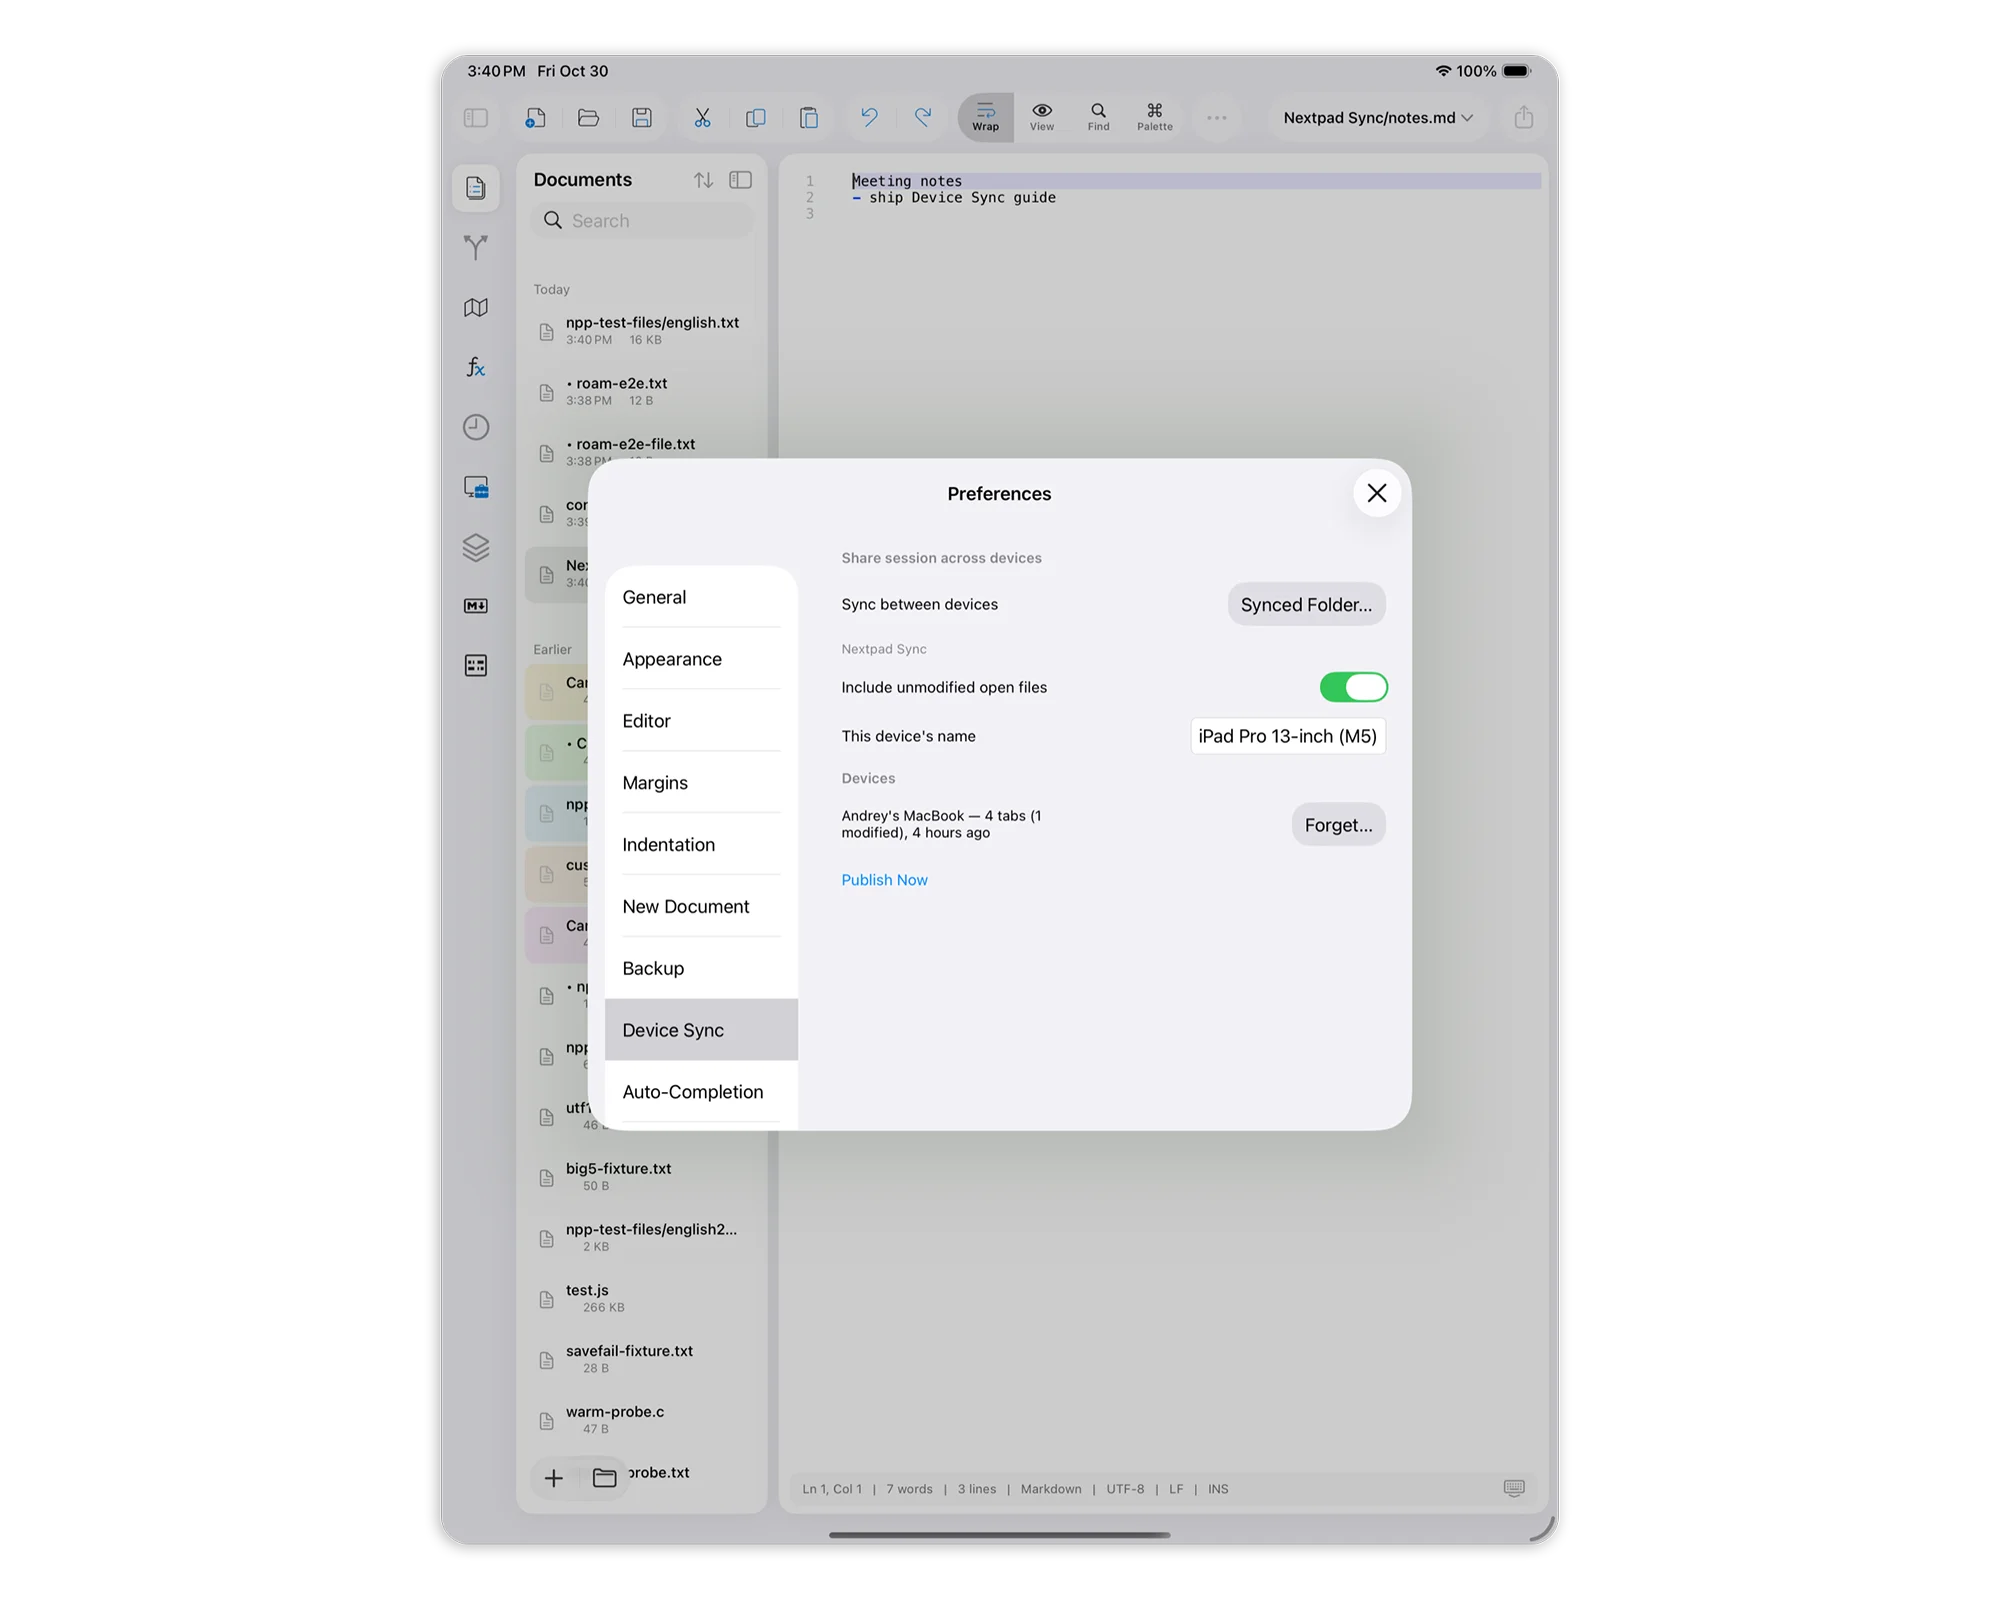 3:40 PM Fri Oct 30
100%
Wrap
View
Find
Palette
Nextpad Sync/notes.md
Documents
Search
Today
npp-test-files/english.txt
3:40 PM 16 KB
• roam-e2e.txt
3:38 PM 12 B
• roam-e2e-file.txt
3:38 PM
Earlier
big5-fixture.txt
50 B
npp-test-files/english2...
2 KB
test.js
266 KB
savefail-fixture.txt
28 B
warm-probe.c
47 B
probe.txt
1 Meeting notes
2 - ship Device Sync guide
3
Preferences
General
Appearance
Editor
Margins
Indentation
New Document
Backup
Device Sync
Auto-Completion
Share session across devices
Sync between devices
Synced Folder...
Nextpad Sync
Include unmodified open files
This device's name
iPad Pro 13-inch (M5)
Devices
Andrey's MacBook — 4 tabs (1
modified), 4 hours ago
Forget...
Publish Now
Ln 1, Col 1 | 7 words | 3 lines | Markdown | UTF-8 | LF | INS